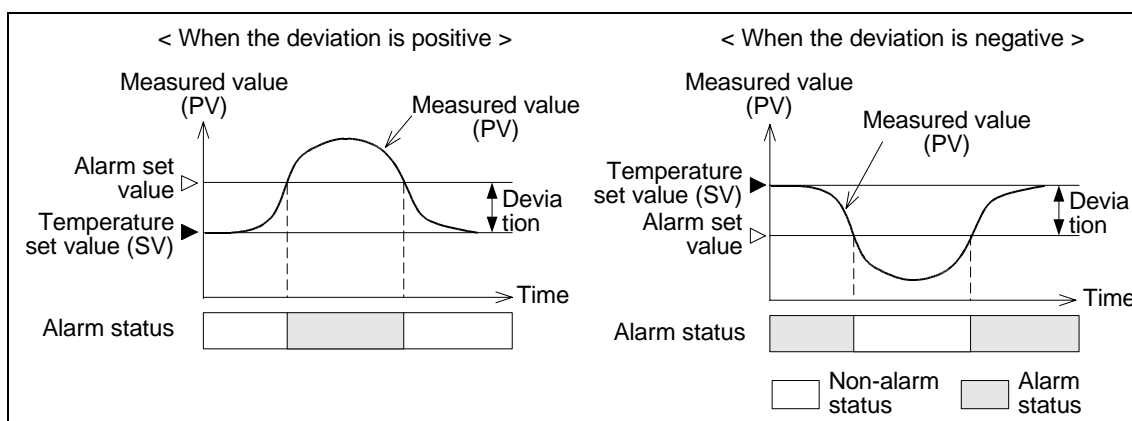 < When the deviation is positive >
Measured value
(PV)
Measured value
(PV)
Alarm set
value
Temperature
set value (SV)
Devia
tion
Time
Alarm status
< When the deviation is negative >
Measured value
(PV)
Measured value
(PV)
Temperature
set value (SV)
Alarm set
value
Devia
tion
Time
Alarm status
Non-alarm
status
Alarm
status